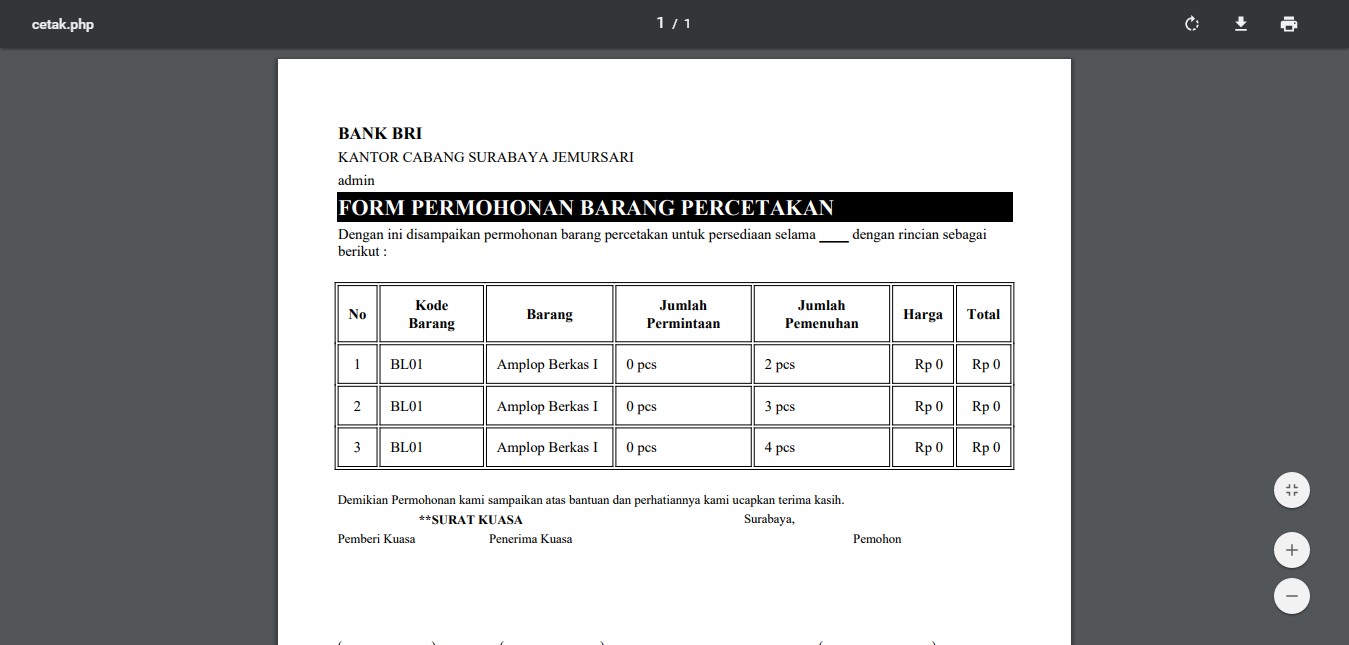 cetak.php
1 / 1
BANK BRI
KANTOR CABANG SURABAYA JEMURSARI
admin
FORM PERMOHONAN BARANG PERCETAKAN
Dengan ini disampaikan permohonan barang percetakan untuk persediaan selama ____ dengan rincian sebagai
berikut :
No Kode Barang Barang Jumlah Permintaan Jumlah Pemenuhan Harga Total
1 BL01 Amplop Berkas I 0 pcs 2 pcs Rp 0 Rp 0
2 BL01 Amplop Berkas I 0 pcs 3 pcs Rp 0 Rp 0
3 BL01 Amplop Berkas I 0 pcs 4 pcs Rp 0 Rp 0
Demikian Permohonan kami sampaikan atas bantuan dan perhatiannya kami ucapkan terima kasih.
**SURAT KUASA Surabaya,
Pemberi Kuasa Penerima Kuasa Pemohon